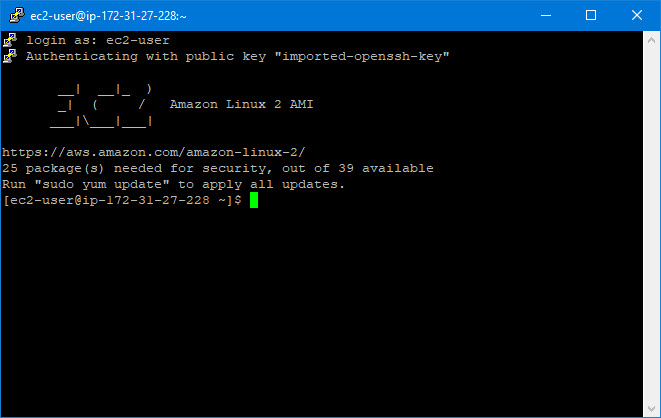 ec2-user@ip-172-31-27-228:~
login as: ec2-user
Authenticating with public key "imported-openssh-key"
       __|  __|_  )
       _|  (     /   Amazon Linux 2 AMI
      ___|\___|___|
https://aws.amazon.com/amazon-linux-2/
25 package(s) needed for security, out of 39 available
Run "sudo yum update" to apply all updates.
[ec2-user@ip-172-31-27-228 ~]$